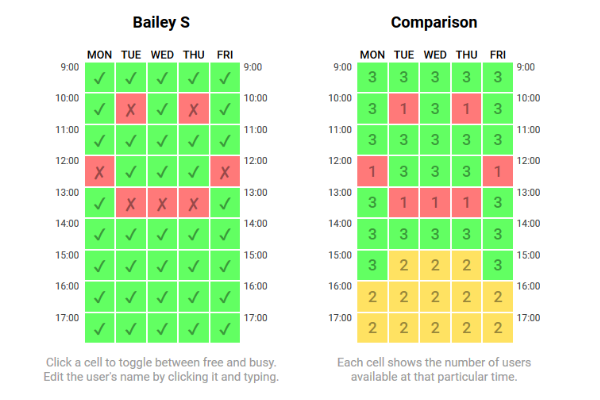 Bailey S Comparison
MON TUE WED THU FRI MON TUE WED THU FRI
9:00 ✓ ✓ ✓ ✓ ✓ 9:00 9:00 3 3 3 3 3 9:00
10:00 ✓ ✗ ✓ ✗ ✓ 10:00 10:00 3 1 3 1 3 10:00
11:00 ✓ ✓ ✓ ✓ ✓ 11:00 11:00 3 3 3 3 3 11:00
12:00 ✗ ✓ ✓ ✓ ✗ 12:00 12:00 1 3 3 3 1 12:00
13:00 ✓ ✗ ✗ ✗ ✓ 13:00 13:00 3 1 1 1 3 13:00
14:00 ✓ ✓ ✓ ✓ ✓ 14:00 14:00 3 3 3 3 3 14:00
15:00 ✓ ✓ ✓ ✓ ✓ 15:00 15:00 3 2 2 2 3 15:00
16:00 ✓ ✓ ✓ ✓ ✓ 16:00 16:00 2 2 2 2 2 16:00
17:00 ✓ ✓ ✓ ✓ ✓ 17:00 17:00 2 2 2 2 2 17:00
Click a cell to toggle between free and busy.
Edit the user's name by clicking it and typing.
Each cell shows the number of users
available at that particular time.